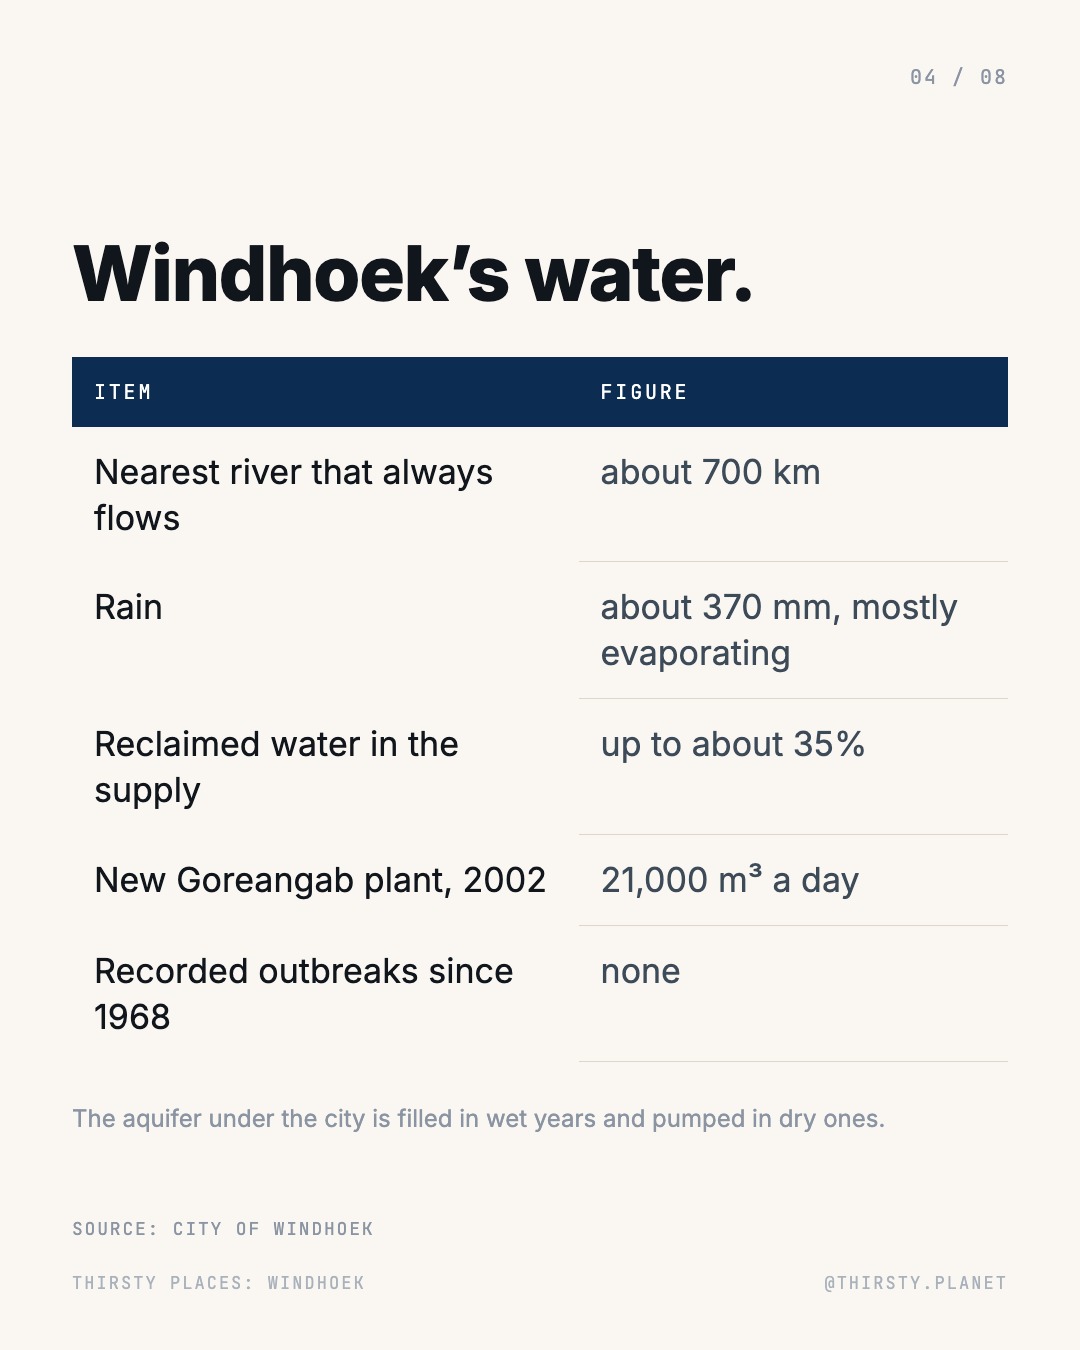 04 / 08
Windhoek’s water.
ITEM FIGURE
Nearest river that always about 700 km
flows
Rain about 370 mm, mostly
evaporating
Reclaimed water in the up to about 35%
supply
New Goreangab plant, 2002 21,000 m³ a day
Recorded outbreaks since none
1968
The aquifer under the city is filled in wet years and pumped in dry ones.
SOURCE: CITY OF WINDHOEK
THIRSTY PLACES: WINDHOEK @THIRSTY.PLANET